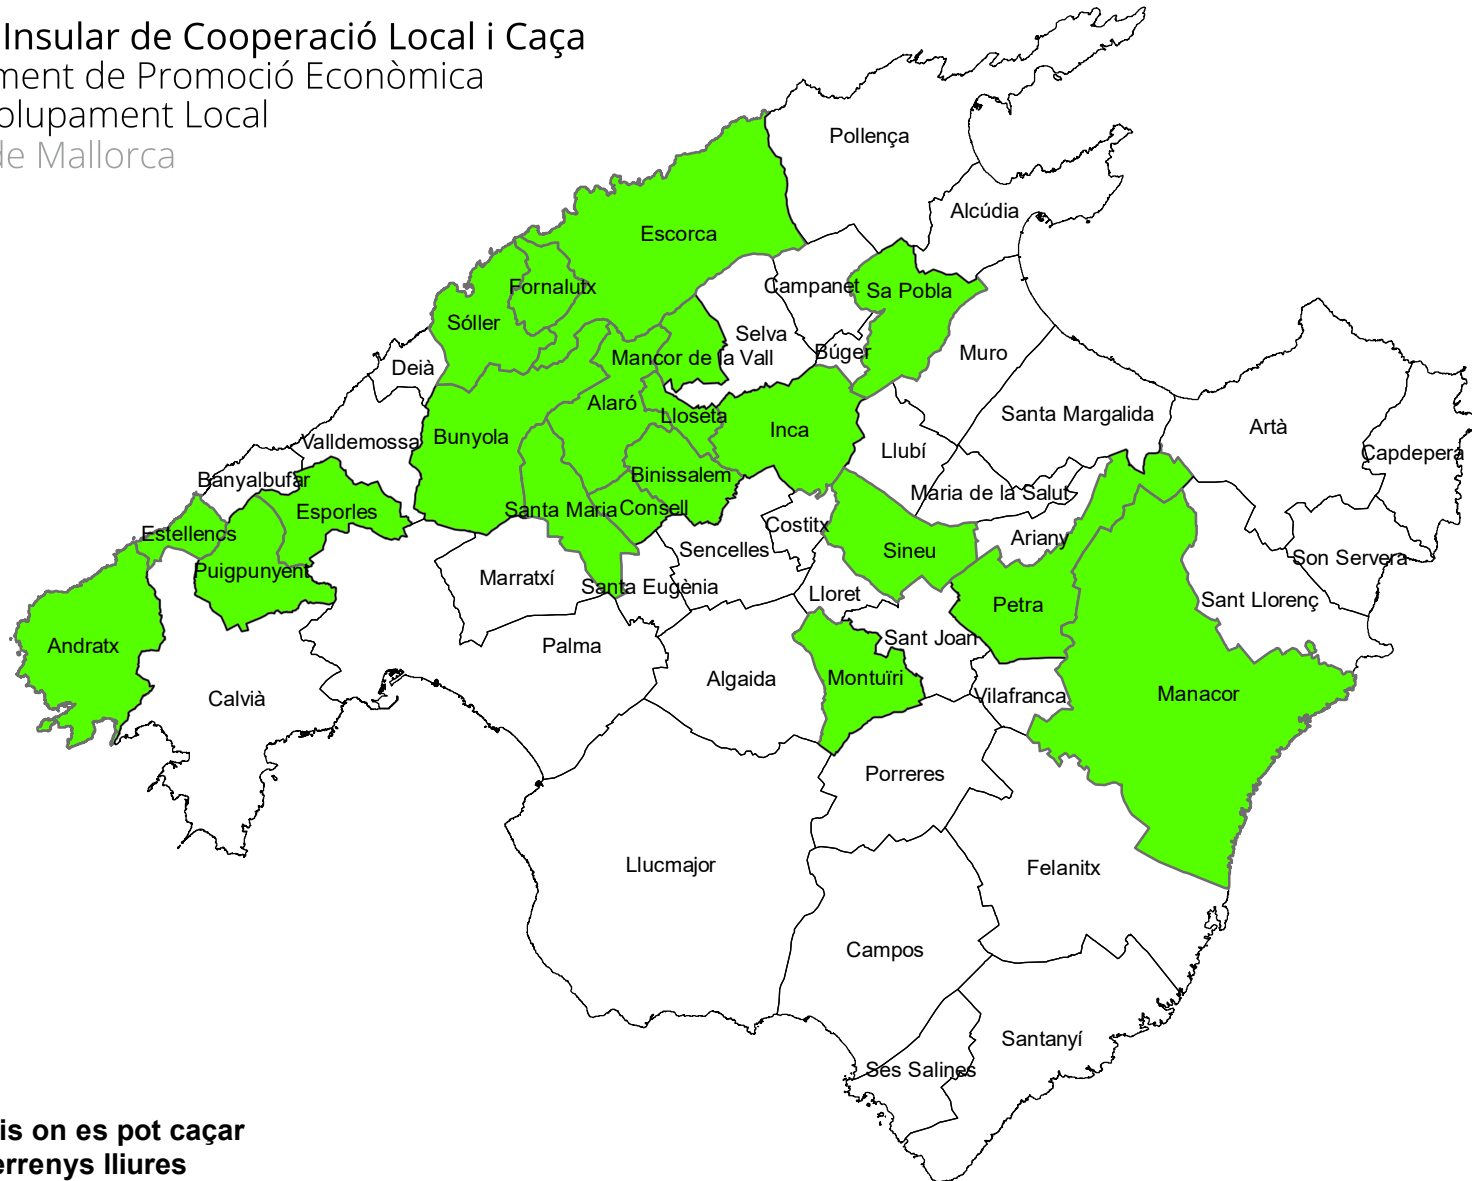 Insular de Cooperació Local i Caça
ment de Promoció Econòmica
olupament Local
de Mallorca
Pollença
Alcúdia
Escorca
Fornalutx
Campanet
Sa Pobla
Sóller
Selva
Búger
Muro
Mancor de la Vall
Deià
Alaró
Lloseta
Inca
Santa Margalida
Artà
Bunyola
Valldemossa
Llubí
Capdepera
Banyalbufar
Binissalem
Maria de la Salut
Esporles
Santa Maria
Consell
Costitx
Estellencs
Ariany
Sencelles
Sineu
Son Servera
Puigpunyent
Marratxí
Santa Eugènia
Lloret
Petra
Sant Llorenç
Andratx
Palma
Sant Joan
Algaida
Montuïri
Calvià
Vilafranca
Manacor
Porreres
Llucmajor
Felanitx
Campos
Santanyí
Ses Salines
is on es pot caçar
errenys lliures